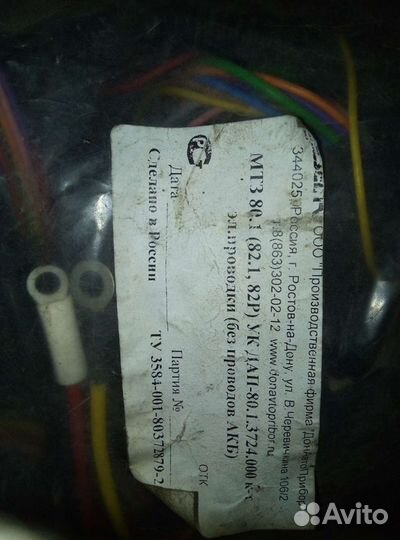 ООО "Производственная фирма "ДонАвтоПрибор"
344025, Россия, г. Ростов-на-Дону, ул. В. Черевичкина 106/2
т.8(863)302-02-12 www.donavtopribor.ru
МТЗ 80.1 (82.1, 82Р) УК ДАП-80.1.3724.000 к-т
эл.проводки (без проводов АКБ)
Дата
Партия №
ОТК
Сделано в России
ТУ 3584-001-80372879-2
Avito